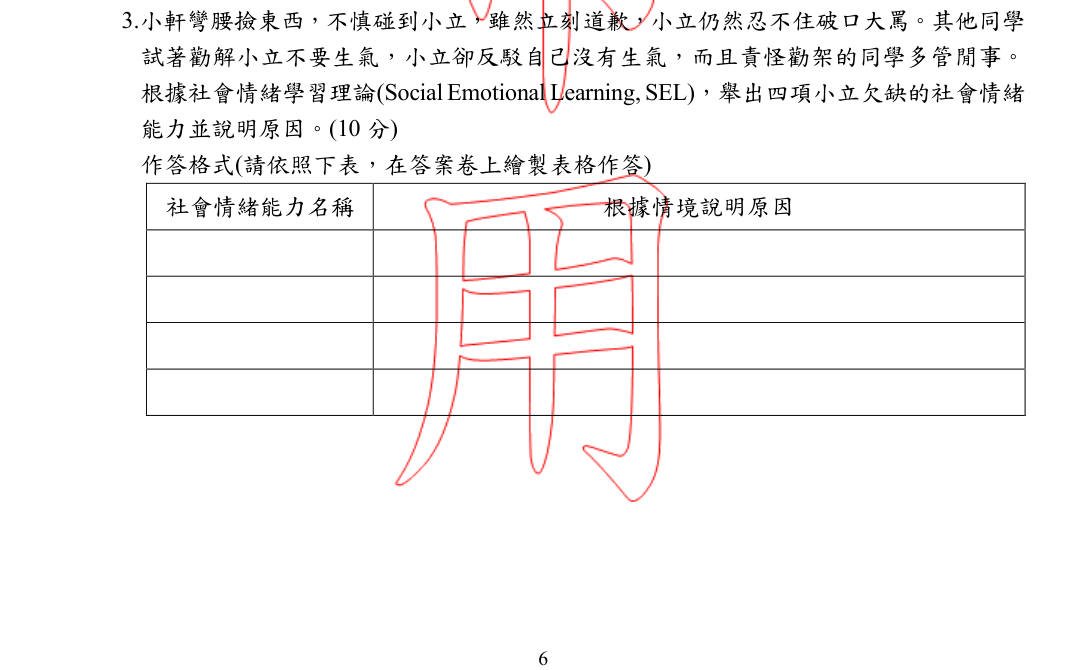 3.小軒彎腰撿東西，不慎碰到小立，雖然立刻道歉，小立仍然忍不住破口大罵。其他同學
試著勸解小立不要生氣，小立卻反駁自己沒有生氣，而且責怪勸架的同學多管閒事。
根據社會情緒學習理論(Social Emotional Learning, SEL)，舉出四項小立欠缺的社會情緒
能力並說明原因。(10 分)
作答格式(請依照下表，在答案卷上繪製表格作答)
社會情緒能力名稱 根據情境說明原因
用
6